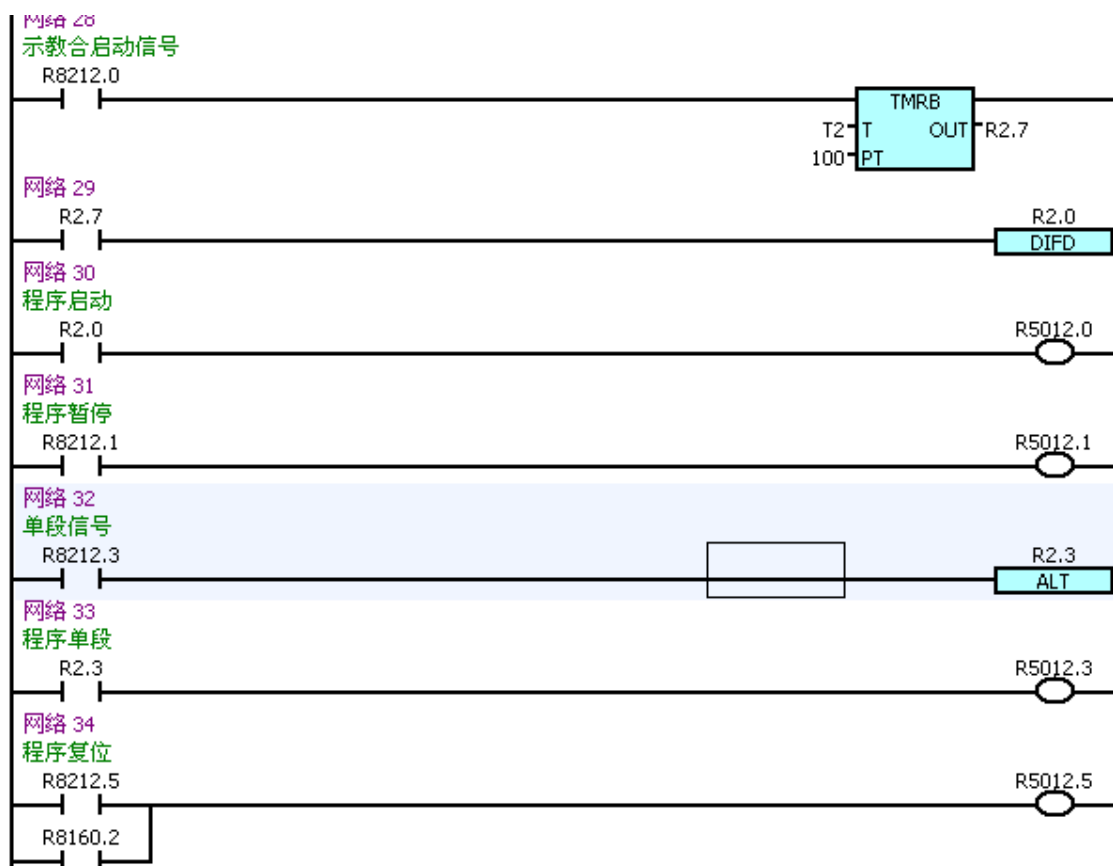 网络 28
示教合启动信号
R8212.0
TMRB
T2 T OUT R2.7
100 PT
网络 29
R2.7 R2.0
DIFD
网络 30
程序启动
R2.0 R5012.0
网络 31
程序暂停
R8212.1 R5012.1
网络 32
单段信号
R8212.3 R2.3
ALT
网络 33
程序单段
R2.3 R5012.3
网络 34
程序复位
R8212.5 R5012.5
R8160.2